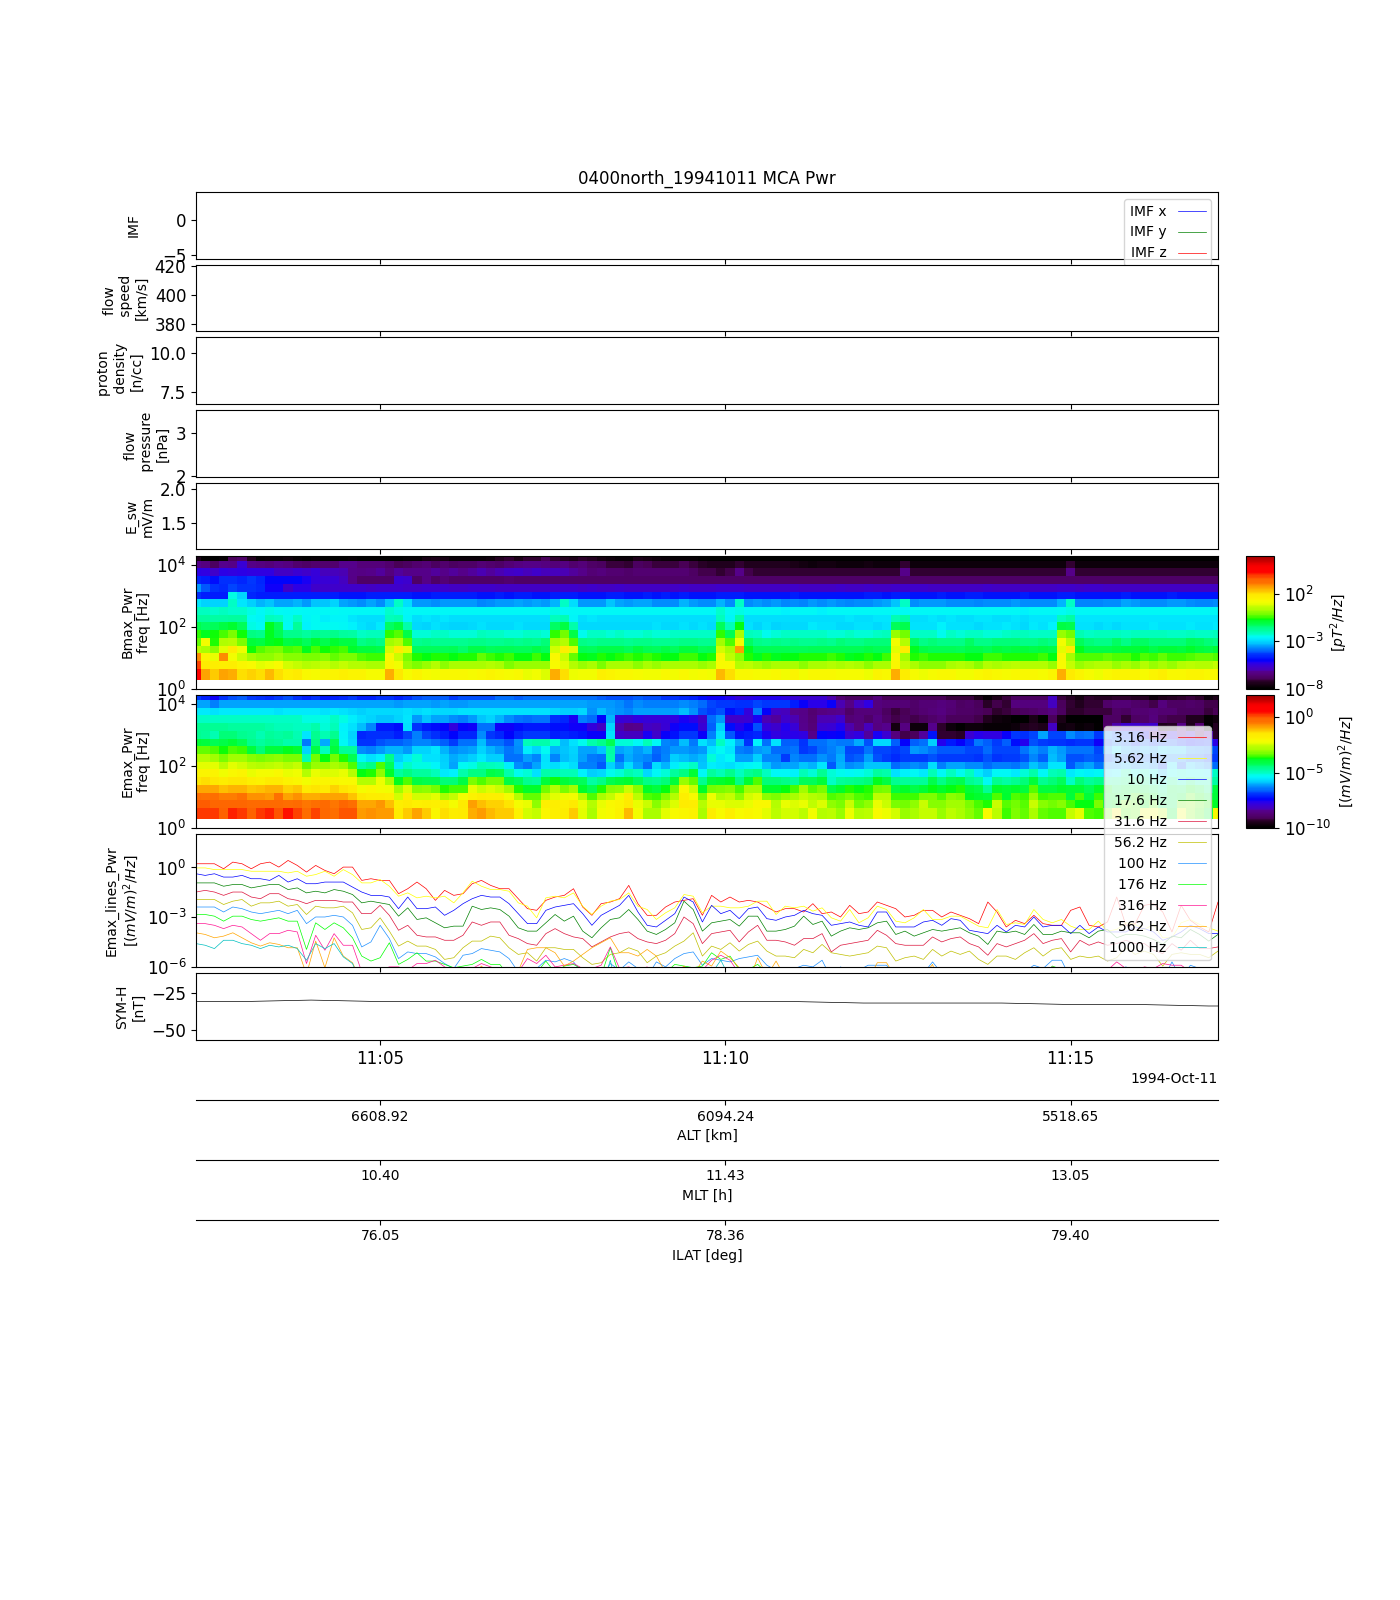 0400north_19941011 MCA Pwr
IMF
0
−5
IMF x
IMF y
IMF z
flow
speed
[km/s]
420
400
380
proton
density
[n/cc]
10.0
7.5
flow
pressure
[nPa]
3
2
E_sw
mV/m
2.0
1.5
Bmax_Pwr
freq [Hz]
10^4
10^2
10^0
10^2
10^-3
10^-8
[pT^2/Hz]
Emax_Pwr
freq [Hz]
10^4
10^2
10^0
10^0
10^-5
10^-10
[(mV/m)^2/Hz]
3.16 Hz
5.62 Hz
10 Hz
17.6 Hz
31.6 Hz
56.2 Hz
100 Hz
176 Hz
316 Hz
562 Hz
1000 Hz
Emax_lines_Pwr
[(mV/m)^2/Hz]
10^0
10^-3
10^-6
SYM-H
[nT]
−25
−50
11:05 11:10 11:15
1994-Oct-11
6608.92 6094.24 5518.65
ALT [km]
10.40 11.43 13.05
MLT [h]
76.05 78.36 79.40
ILAT [deg]